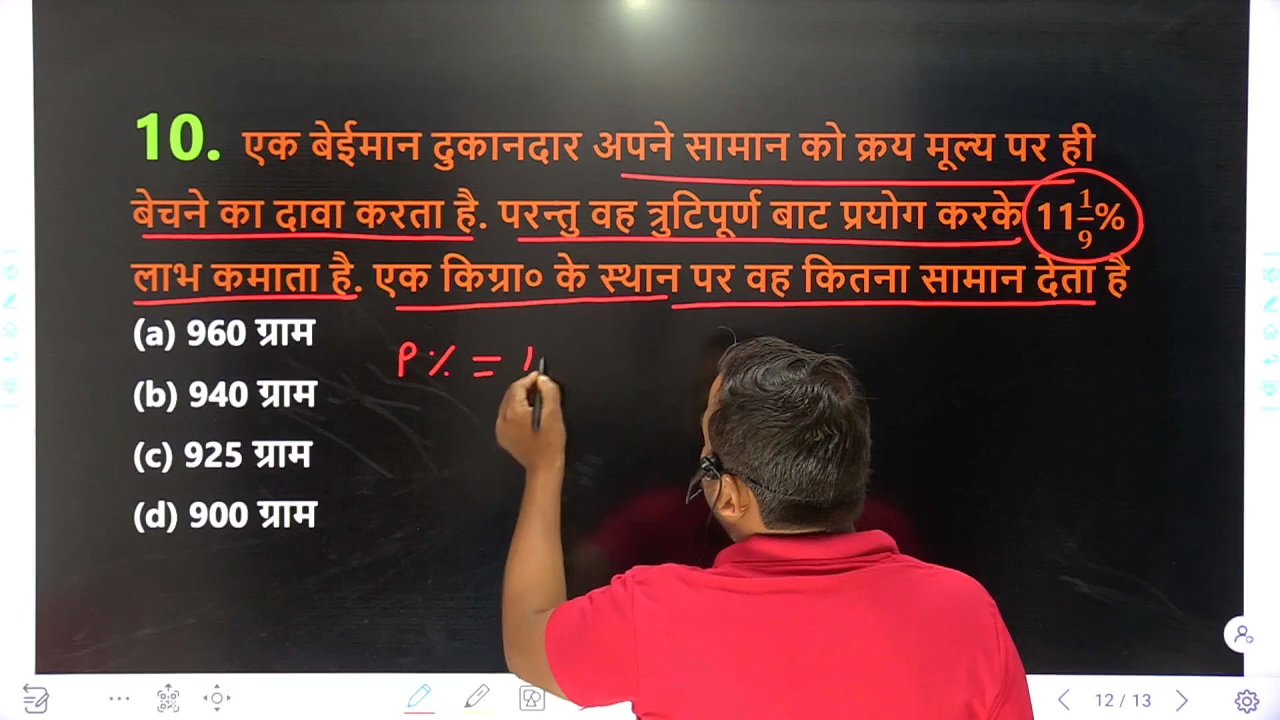 10. एक बेईमान दुकानदार अपने सामान को क्रय मूल्य पर ही
बेचने का दावा करता है. परन्तु वह त्रुटिपूर्ण बाट प्रयोग करके 11 1/9%
लाभ कमाता है. एक किग्रा० के स्थान पर वह कितना सामान देता है
(a) 960 ग्राम
(b) 940 ग्राम
(c) 925 ग्राम
(d) 900 ग्राम
P% = 1
12 / 13